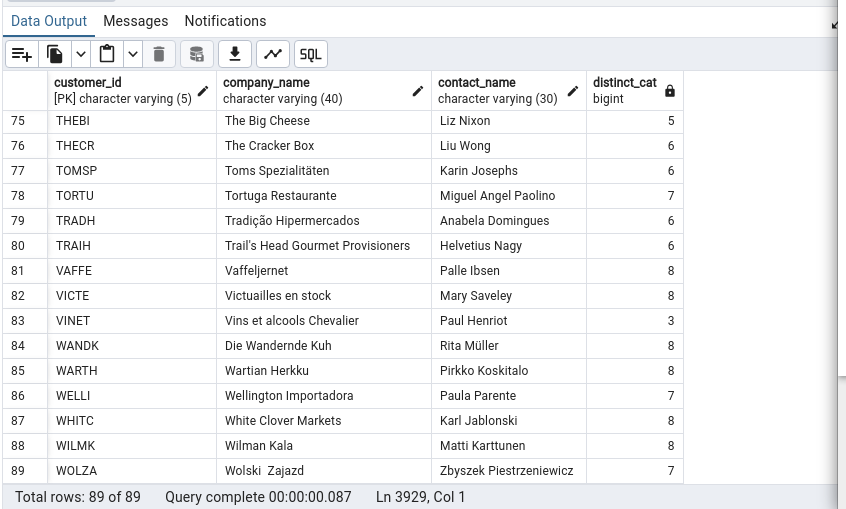 Data Output Messages Notifications
SQL
customer_id company_name contact_name distinct_cat
[PK] character varying (5) character varying (40) character varying (30) bigint
75 THEBI The Big Cheese Liz Nixon 5
76 THECR The Cracker Box Liu Wong 6
77 TOMSP Toms Spezialitäten Karin Josephs 6
78 TORTU Tortuga Restaurante Miguel Angel Paolino 7
79 TRADH Tradição Hipermercados Anabela Domingues 6
80 TRAIH Trail's Head Gourmet Provisioners Helvetius Nagy 6
81 VAFFE Vaffeljernet Palle Ibsen 8
82 VICTE Victuailles en stock Mary Saveley 8
83 VINET Vins et alcools Chevalier Paul Henriot 3
84 WANDK Die Wandernde Kuh Rita Müller 8
85 WARTH Wartian Herkku Pirkko Koskitalo 8
86 WELLI Wellington Importadora Paula Parente 7
87 WHITC White Clover Markets Karl Jablonski 8
88 WILMK Wilman Kala Matti Karttunen 8
89 WOLZA Wolski  Zajazd Zbyszek Piestrzeniewicz 7
Total rows: 89 of 89 Query complete 00:00:00.087 Ln 3929, Col 1